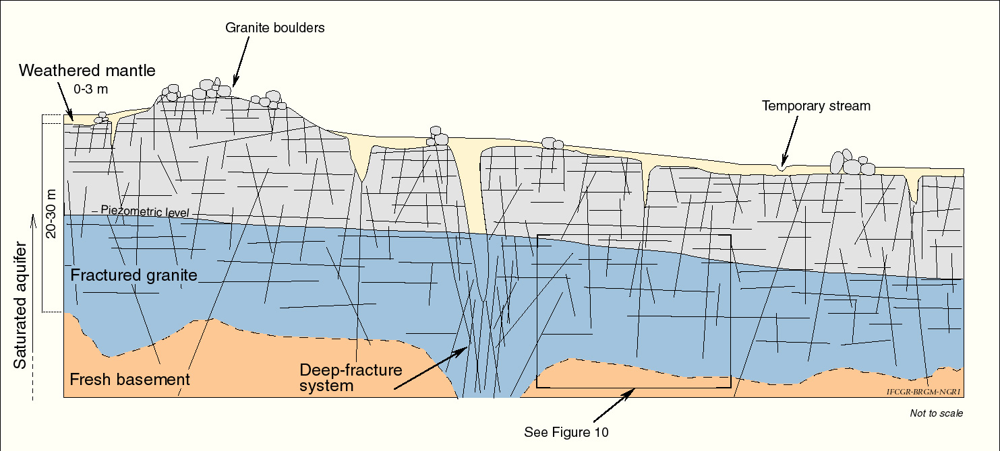 Granite boulders
Weathered mantle
0-3 m
Temporary stream
20-30 m
Piezometric level
Saturated aquifer
Fractured granite
Deep-fracture
system
Fresh basement
IFCGR-BRGM-NGRI
Not to scale
See Figure 10